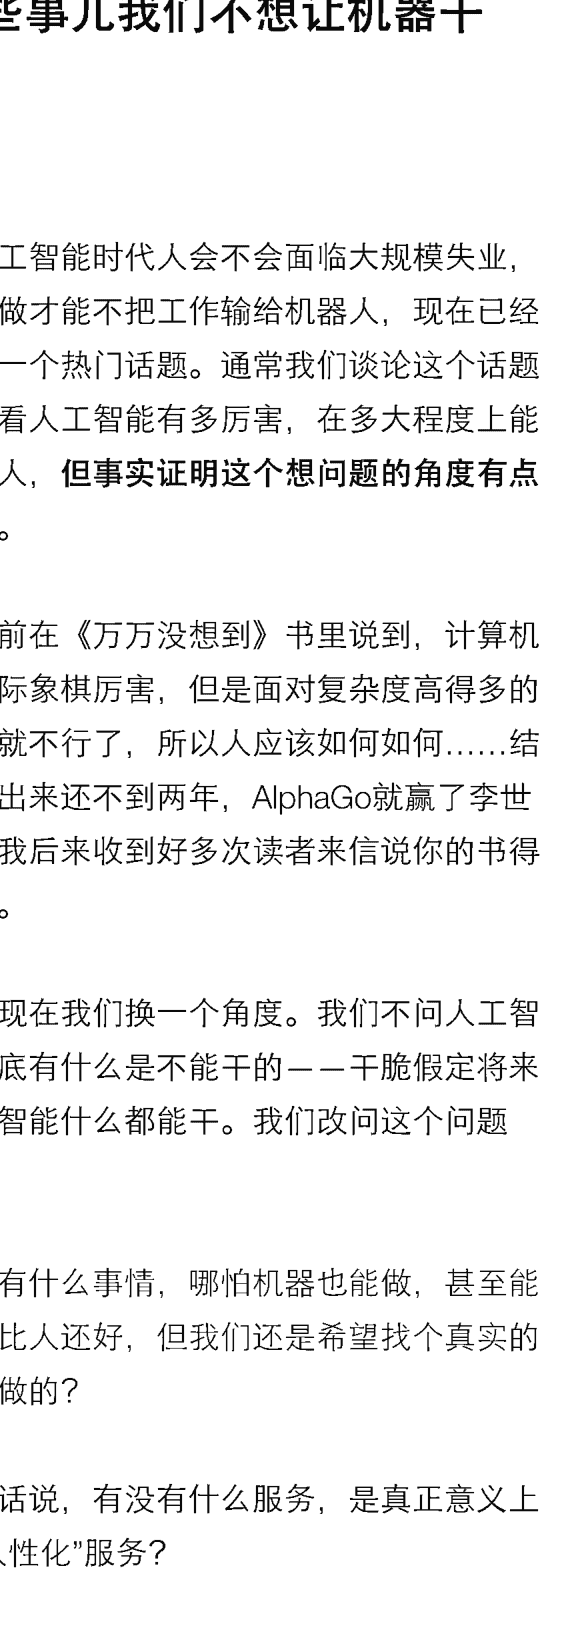 些事儿我们不想让机器干
工智能时代人会不会面临大规模失业，
做才能不把工作输给机器人，现在已经
一个热门话题。通常我们谈论这个话题
看人工智能有多厉害，在多大程度上能
人，但事实证明这个想问题的角度有点
。
前在《万万没想到》书里说到，计算机
际象棋厉害，但是面对复杂度高得多的
就不行了，所以人应该如何如何……结
出来还不到两年，AlphaGo就赢了李世
我后来收到好多次读者来信说你的书得
。
现在我们换一个角度。我们不问人工智
底有什么是不能干的——干脆假定将来
智能什么都能干。我们改问这个问题
有什么事情，哪怕机器也能做，甚至能
比人还好，但我们还是希望找个真实的
做的？
话说，有没有什么服务，是真正意义上
人性化”服务？